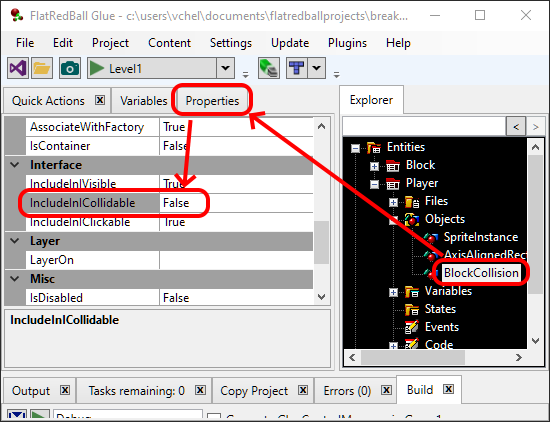 FlatRedBall Glue - c:\users\vchel\documents\flatredballprojects\break...
File Project Edit Content Settings Update Plugins Help
Level1
Quick Actions Variables Properties
Explorer
AssociateWithFactory True
IsContainer False
Interface
IncludeInIVisible True
IncludeInICollidable False
IncludeInIClickable True
Layer
LayerOn
Misc
IsDisabled False
IncludeInICollidable
< >
Entities
Block
Player
Files
Objects
SpriteInstance
AxisAlignedRect
BlockCollision
Variables
States
Events
Code
Output Tasks remaining: 0 Copy Project Errors (0) Build
Debug